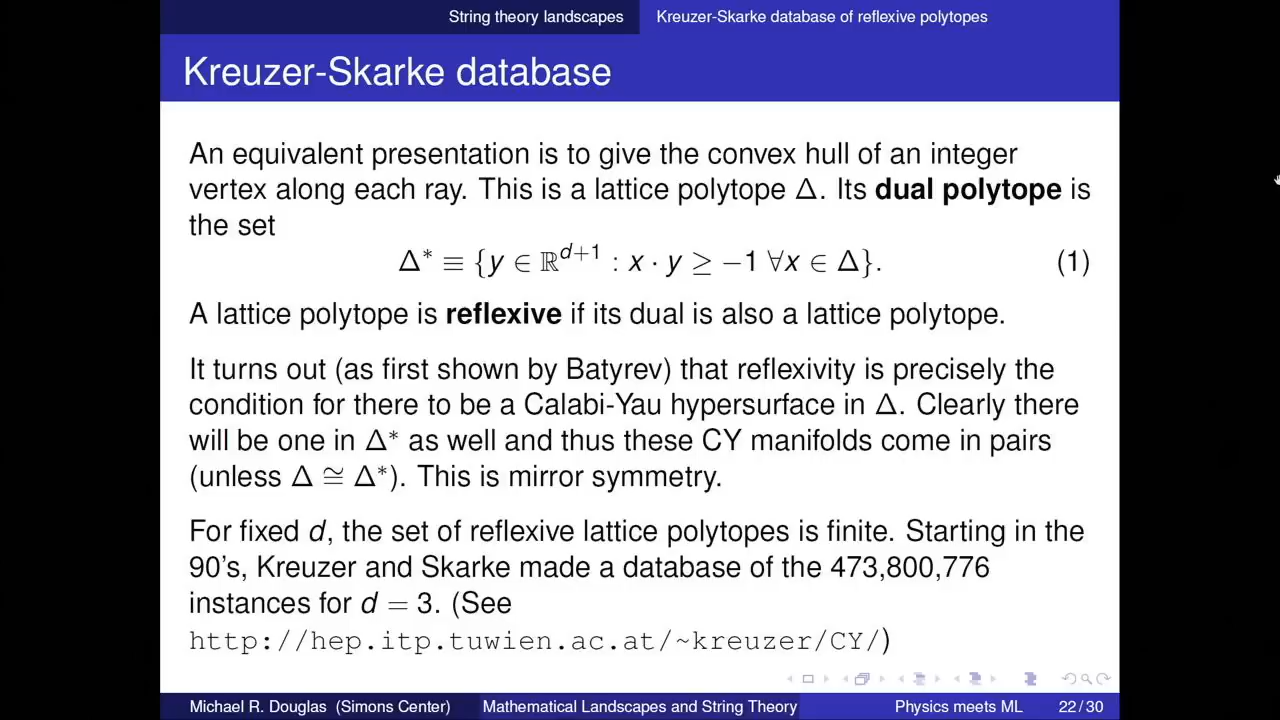 String theory landscapes Kreuzer-Skarke database of reflexive polytopes
Kreuzer-Skarke database
An equivalent presentation is to give the convex hull of an integer
vertex along each ray. This is a lattice polytope Δ. Its dual polytope is
the set
Δ* ≡ {y ∈ ℝ^{d+1} : x · y ≥ −1 ∀x ∈ Δ}. (1)
A lattice polytope is reflexive if its dual is also a lattice polytope.
It turns out (as first shown by Batyrev) that reflexivity is precisely the
condition for there to be a Calabi-Yau hypersurface in Δ. Clearly there
will be one in Δ* as well and thus these CY manifolds come in pairs
(unless Δ ≅ Δ*). This is mirror symmetry.
For fixed d, the set of reflexive lattice polytopes is finite. Starting in the
90's, Kreuzer and Skarke made a database of the 473,800,776
instances for d = 3. (See
http://hep.itp.tuwien.ac.at/~kreuzer/CY/)
Michael R. Douglas (Simons Center) Mathematical Landscapes and String Theory Physics meets ML 22 / 30